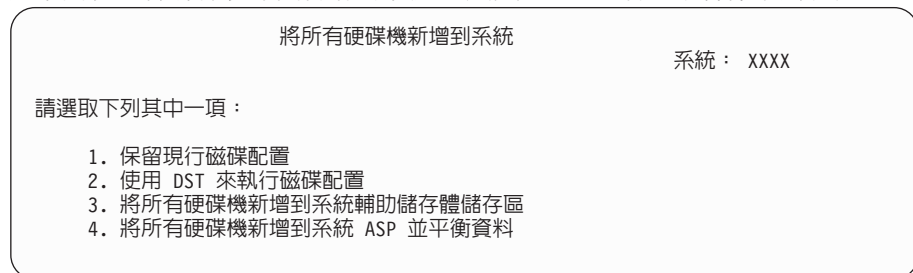 將所有硬碟機新增到系統
系統： XXXX
請選取下列其中一項：
1. 保留現行磁碟配置
2. 使用 DST 來執行磁碟配置
3. 將所有硬碟機新增到系統輔助儲存體儲存區
4. 將所有硬碟機新增到系統 ASP 並平衡資料